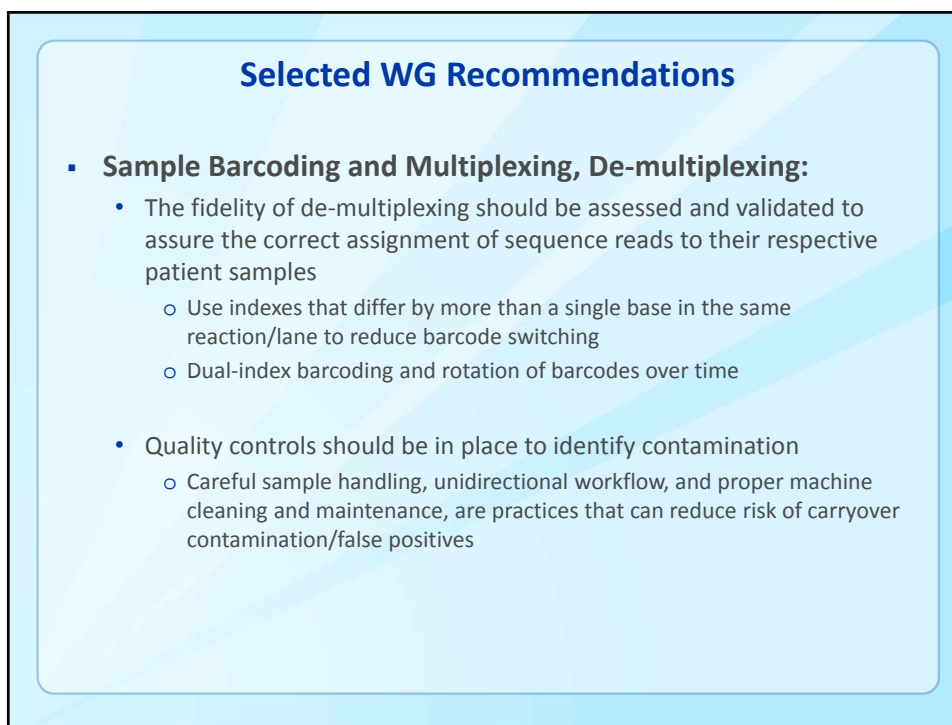 Selected WG Recommendations
▪ Sample Barcoding and Multiplexing, De-multiplexing:
• The fidelity of de-multiplexing should be assessed and validated to
assure the correct assignment of sequence reads to their respective
patient samples
o Use indexes that differ by more than a single base in the same
reaction/lane to reduce barcode switching
o Dual-index barcoding and rotation of barcodes over time
• Quality controls should be in place to identify contamination
o Careful sample handling, unidirectional workflow, and proper machine
cleaning and maintenance, are practices that can reduce risk of carryover
contamination/false positives